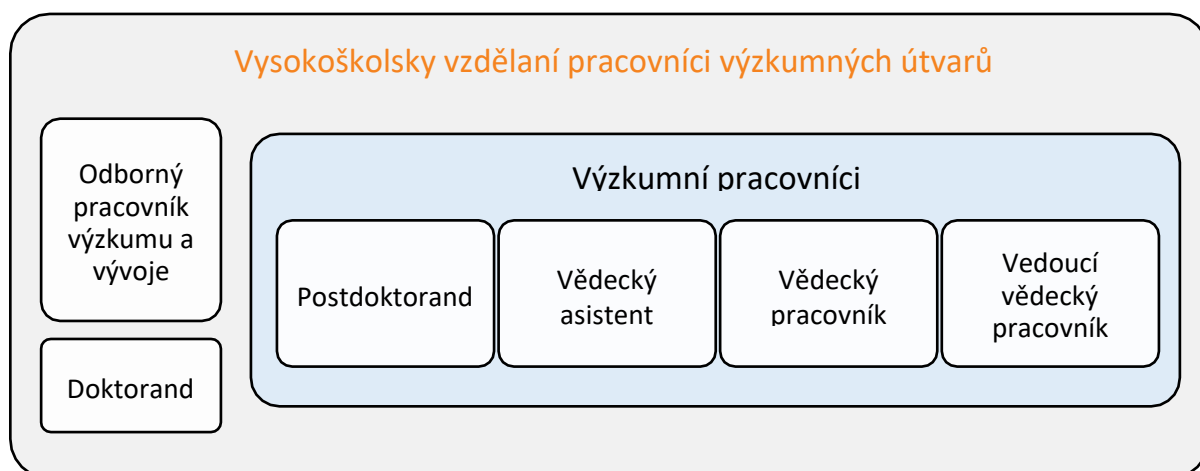 Vysokoškolsky vzdělaní pracovníci výzkumných útvarů
Odborný
pracovník
výzkumu a
vývoje
Doktorand
Výzkumní pracovníci
Postdoktorand
Vědecký
asistent
Vědecký
pracovník
Vedoucí
vědecký
pracovník